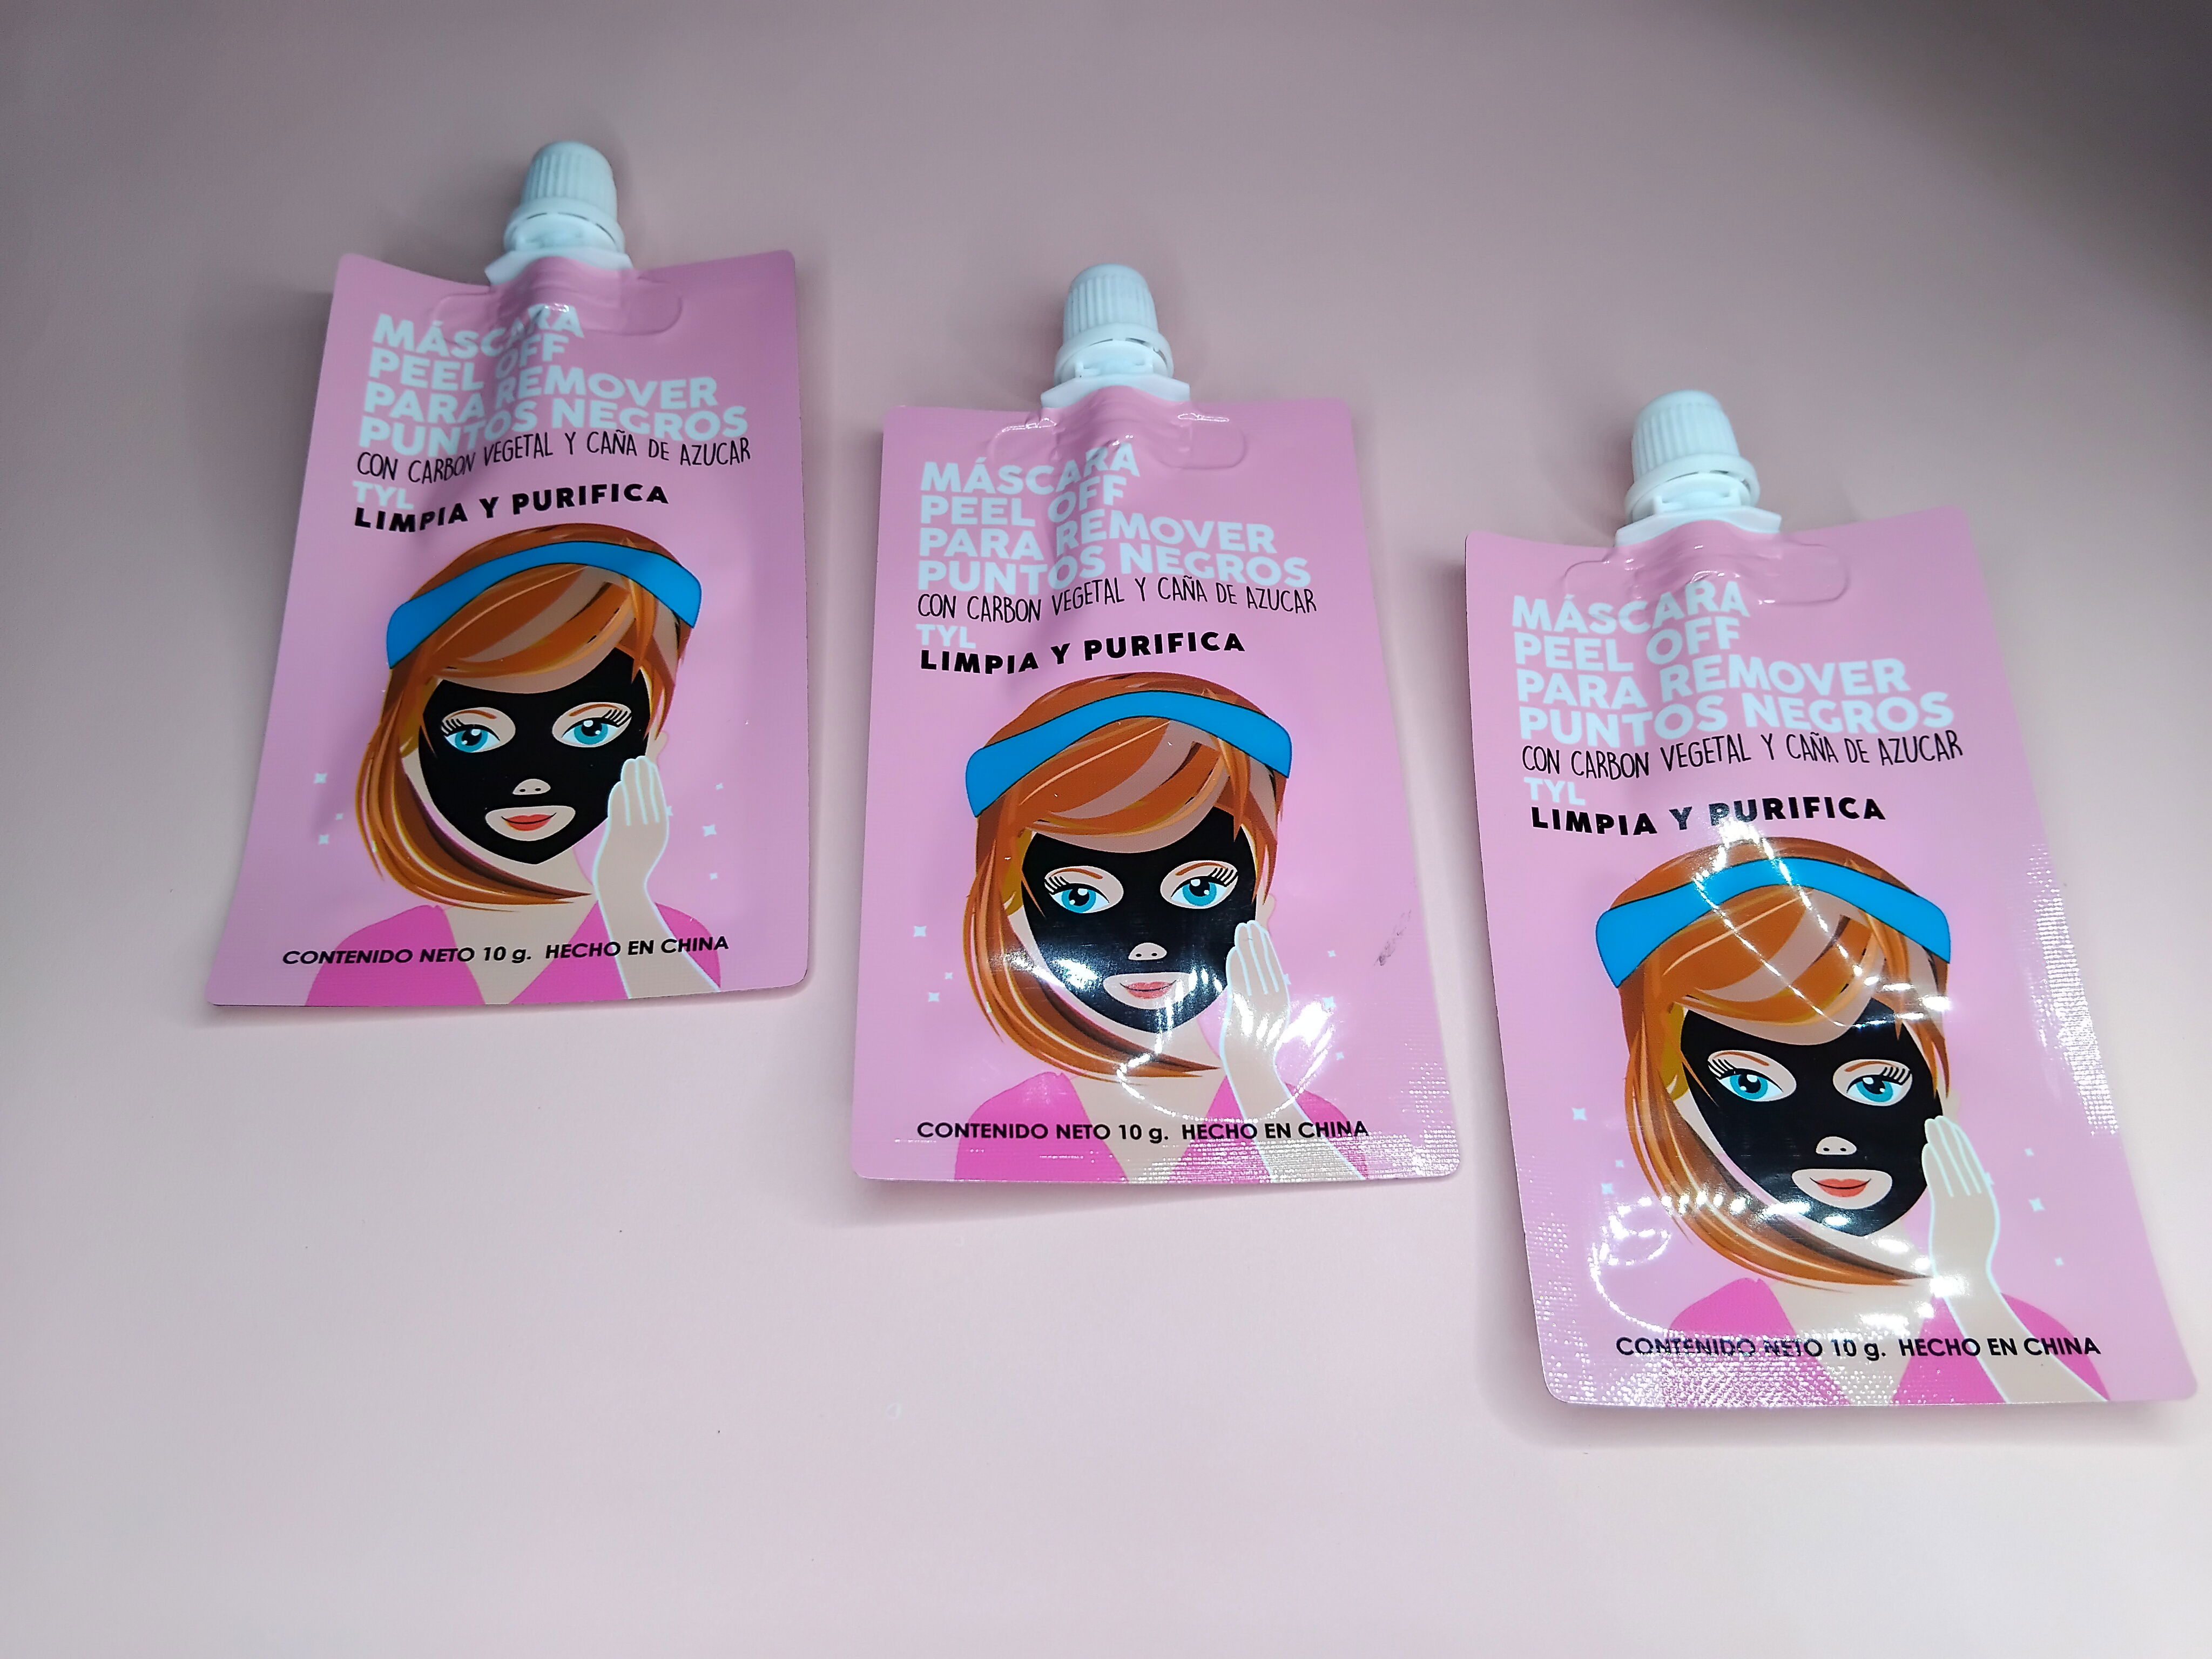 MÁSCARA
PEEL OFF
PARA REMOVER
PUNTOS NEGROS
CON CARBON VEGETAL Y CAÑA DE AZUCAR
TYL
LIMPIA Y PURIFICA
CONTENIDO NETO 10 g. HECHO EN CHINA
MÁSCARA
PEEL OFF
PARA REMOVER
PUNTOS NEGROS
CON CARBON VEGETAL Y CAÑA DE AZUCAR
TYL
LIMPIA Y PURIFICA
CONTENIDO NETO 10 g. HECHO EN CHINA
MÁSCARA
PEEL OFF
PARA REMOVER
PUNTOS NEGROS
CON CARBON VEGETAL Y CAÑA DE AZUCAR
TYL
LIMPIA Y PURIFICA
CONTENIDO NETO 10 g. HECHO EN CHINA